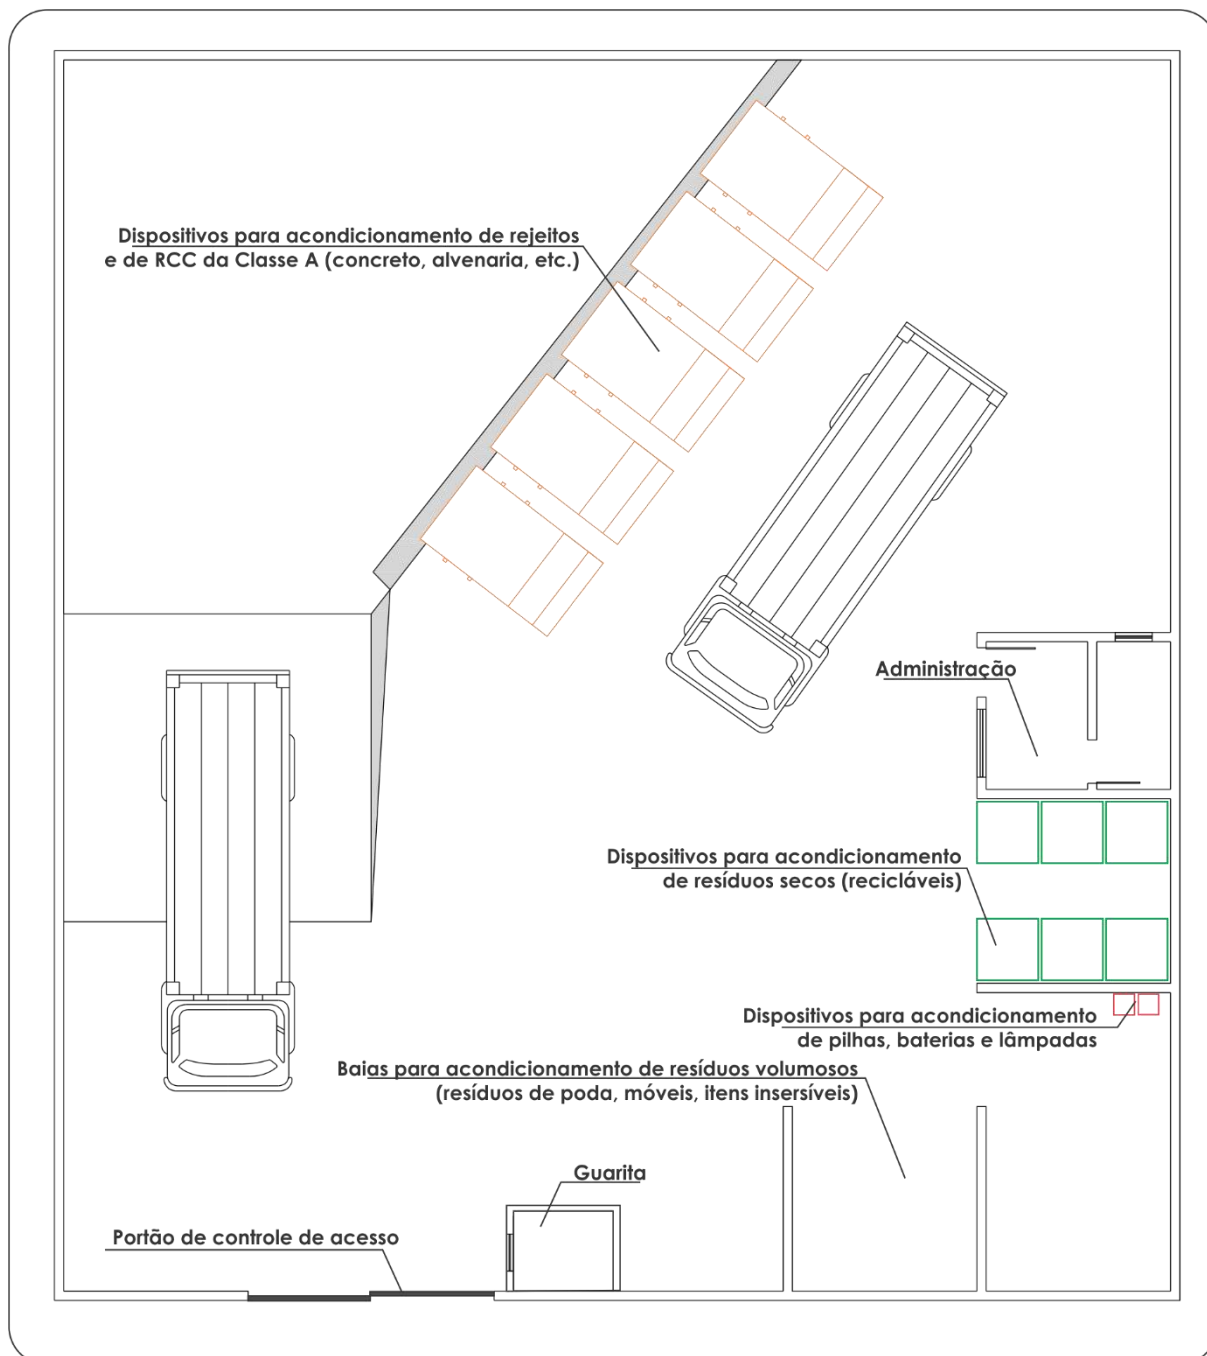 Dispositivos para acondicionamento de rejeitos
e de RCC da Classe A (concreto, alvenaria, etc.)
Administração
Dispositivos para acondicionamento
de resíduos secos (recicláveis)
Dispositivos para acondicionamento
de pilhas, baterias e lâmpadas
Baias para acondicionamento de resíduos volumosos
(resíduos de poda, móveis, itens insersíveis)
Guarita
Portão de controle de acesso